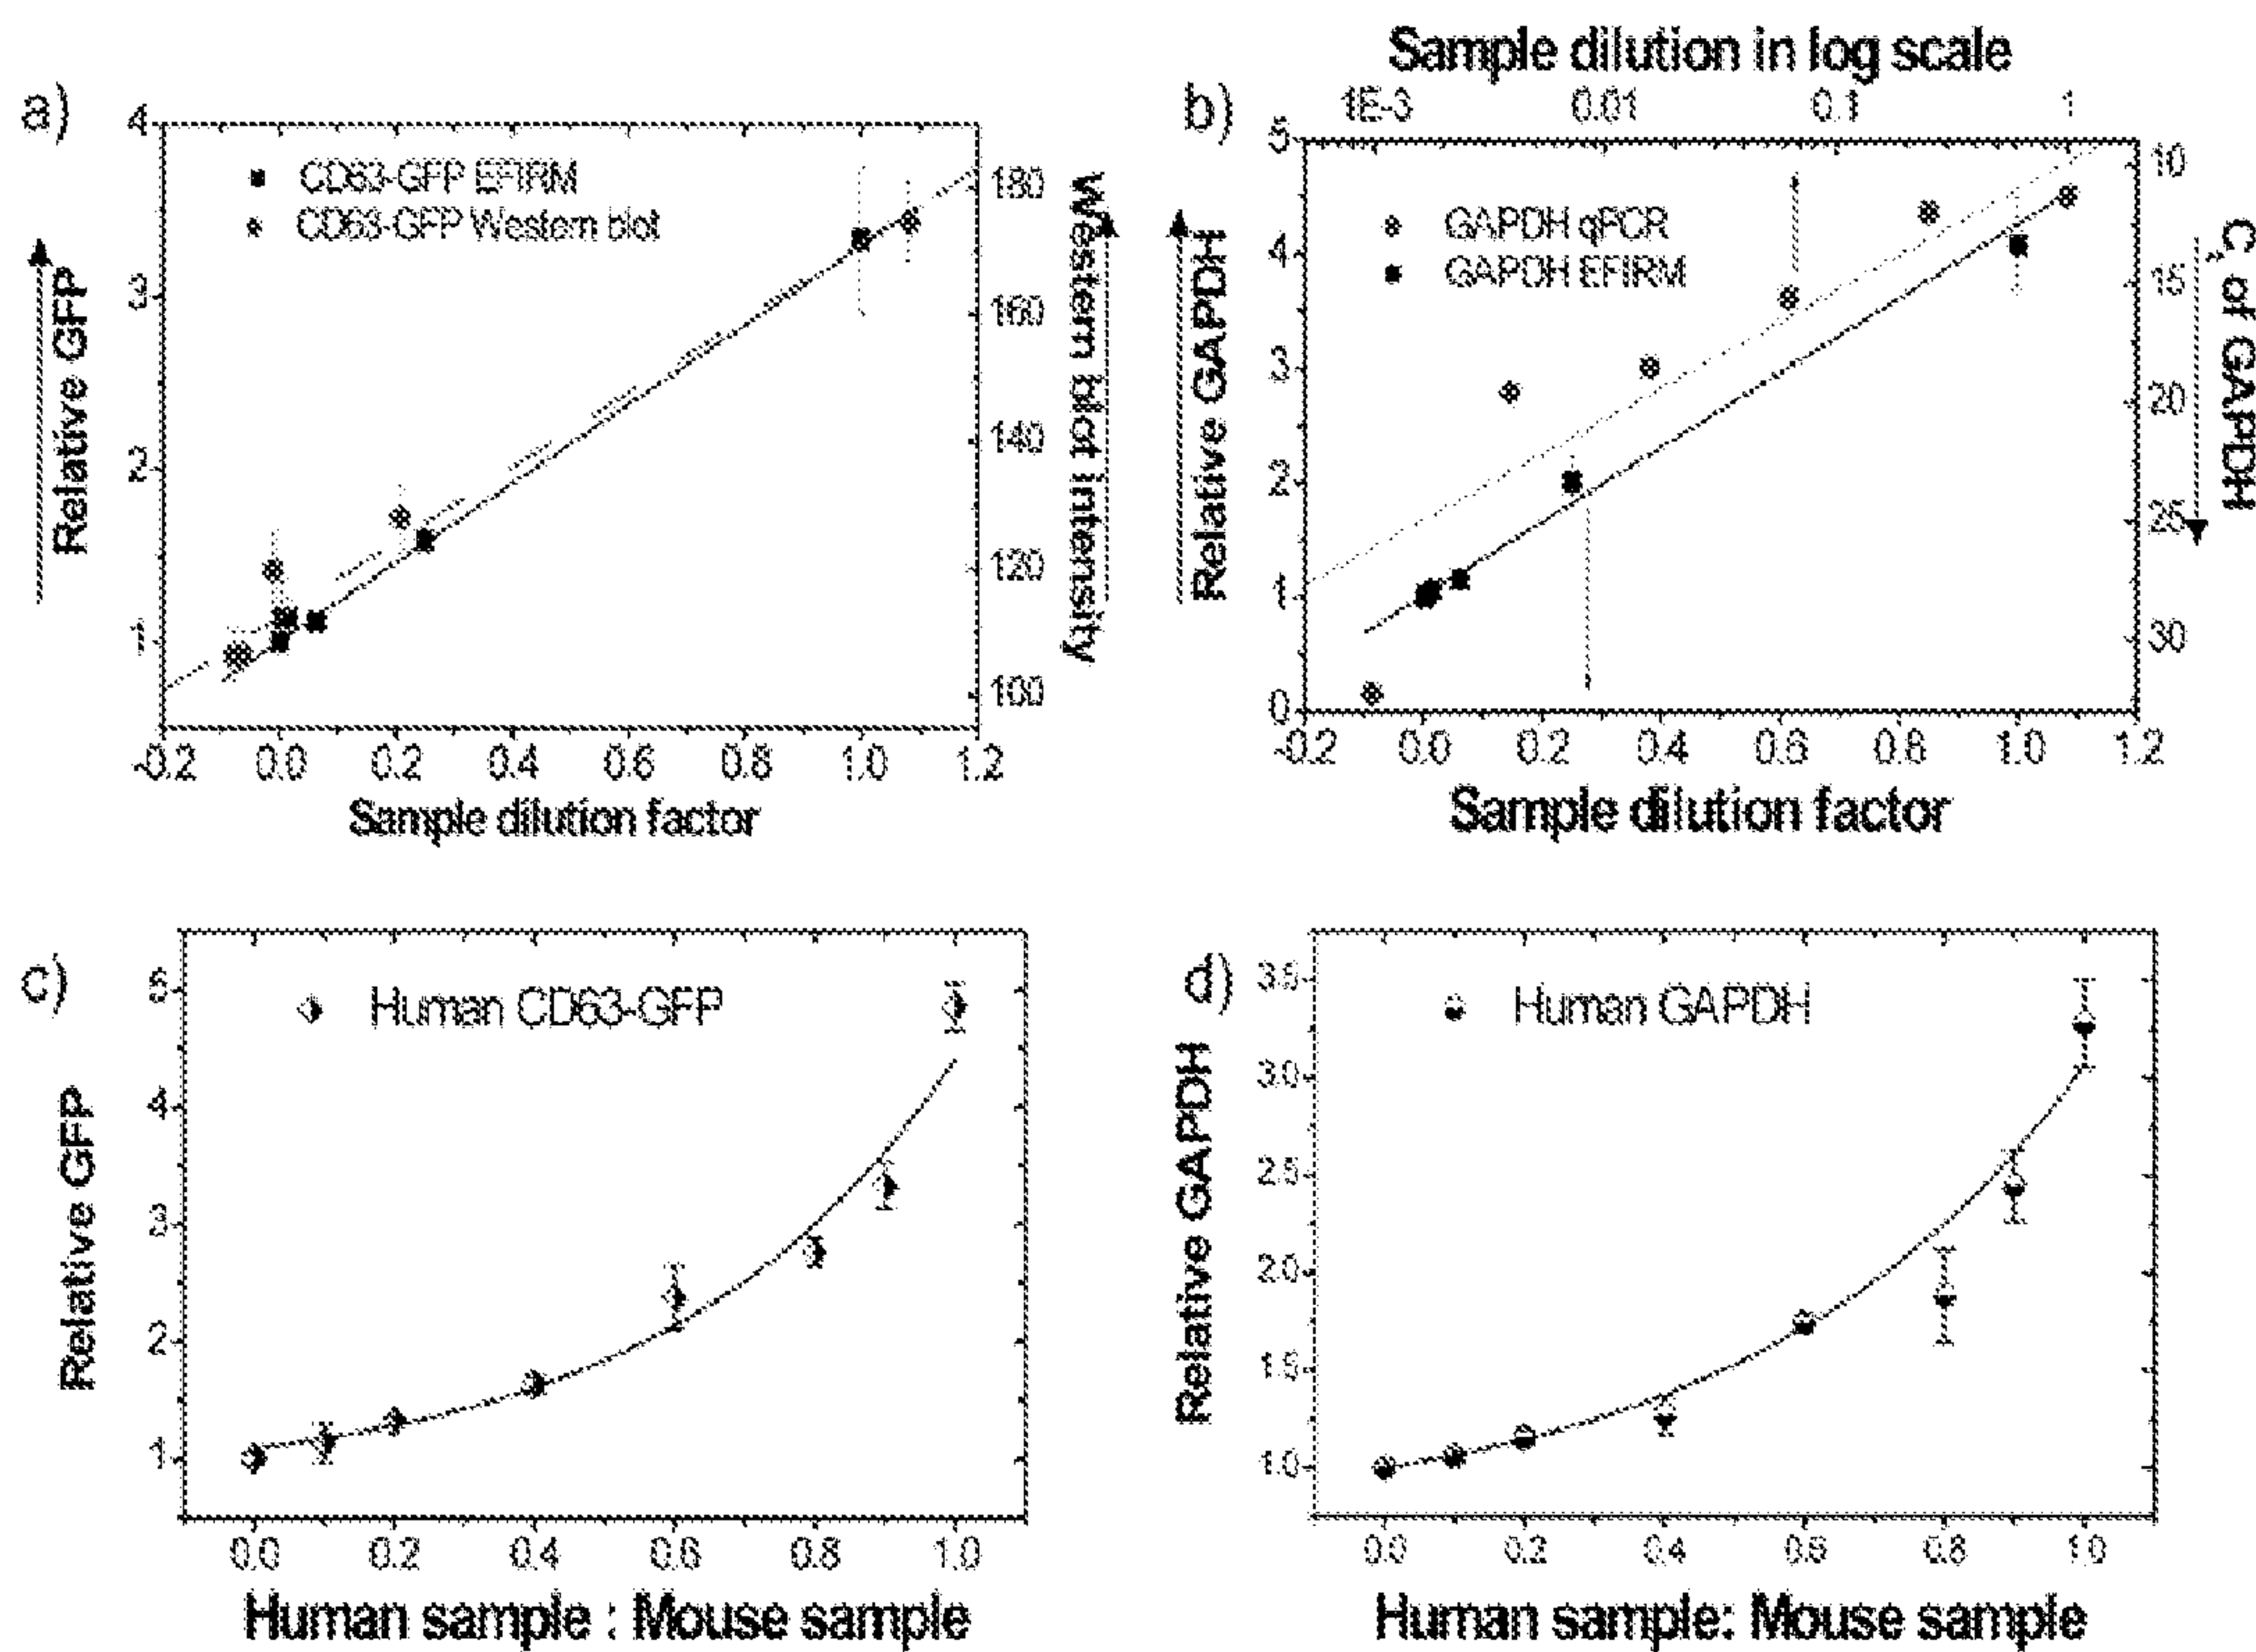 a)
4
3
2
1
CD63-GFP EFIRM
CD63-GFP Western blot
Relative GFP
180
160
140
120
100
Western blot intensity
-0.2 0.0 0.2 0.4 0.6 0.8 1.0 1.2
Sample dilution factor
b)
Sample dilution in log scale
1E-3 0.01 0.1 1
5
4
3
2
1
0
GAPDH qPCR
GAPDH EFIRM
Relative GAPDH
10
15
20
25
30
Ct of GAPDH
-0.2 0.0 0.2 0.4 0.6 0.8 1.0 1.2
Sample dilution factor
c)
5
4
3
2
1
Human CD63-GFP
Relative GFP
0.0 0.2 0.4 0.6 0.8 1.0
Human sample : Mouse sample
d)
3.5
3.0
2.5
2.0
1.5
1.0
Human GAPDH
Relative GAPDH
0.0 0.2 0.4 0.6 0.8 1.0
Human sample: Mouse sample